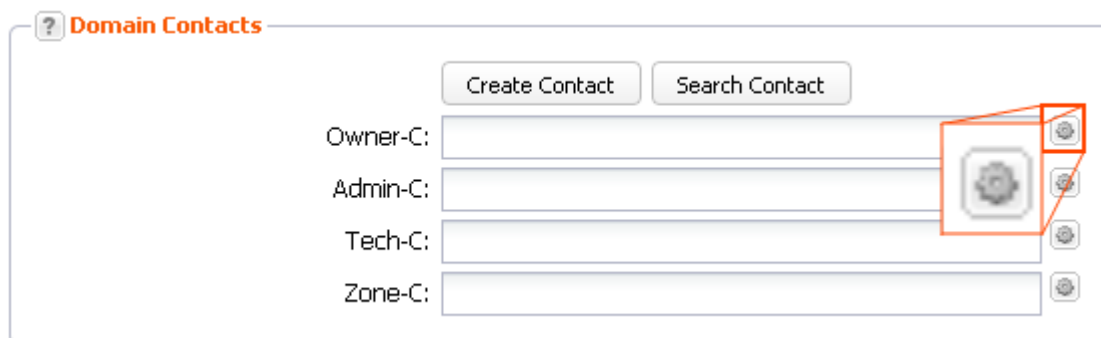 ? Domain Contacts
Create Contact Search Contact
Owner-C:
Admin-C:
Tech-C:
Zone-C: